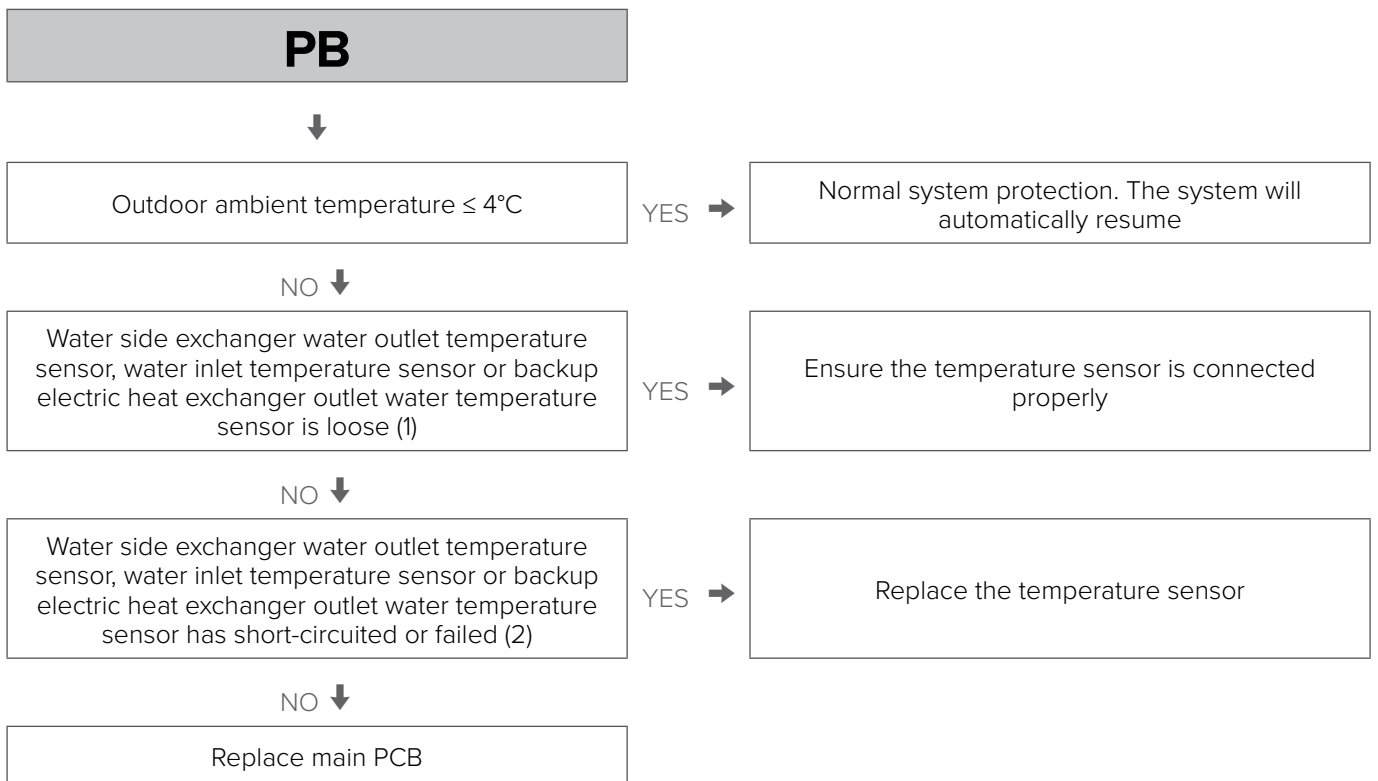 PB
Outdoor ambient temperature ≤ 4°C
YES
Normal system protection. The system will
automatically resume
NO
Water side exchanger water outlet temperature
sensor, water inlet temperature sensor or backup
electric heat exchanger outlet water temperature
sensor is loose (1)
YES
Ensure the temperature sensor is connected
properly
NO
Water side exchanger water outlet temperature
sensor, water inlet temperature sensor or backup
electric heat exchanger outlet water temperature
sensor has short-circuited or failed (2)
YES
Replace the temperature sensor
NO
Replace main PCB